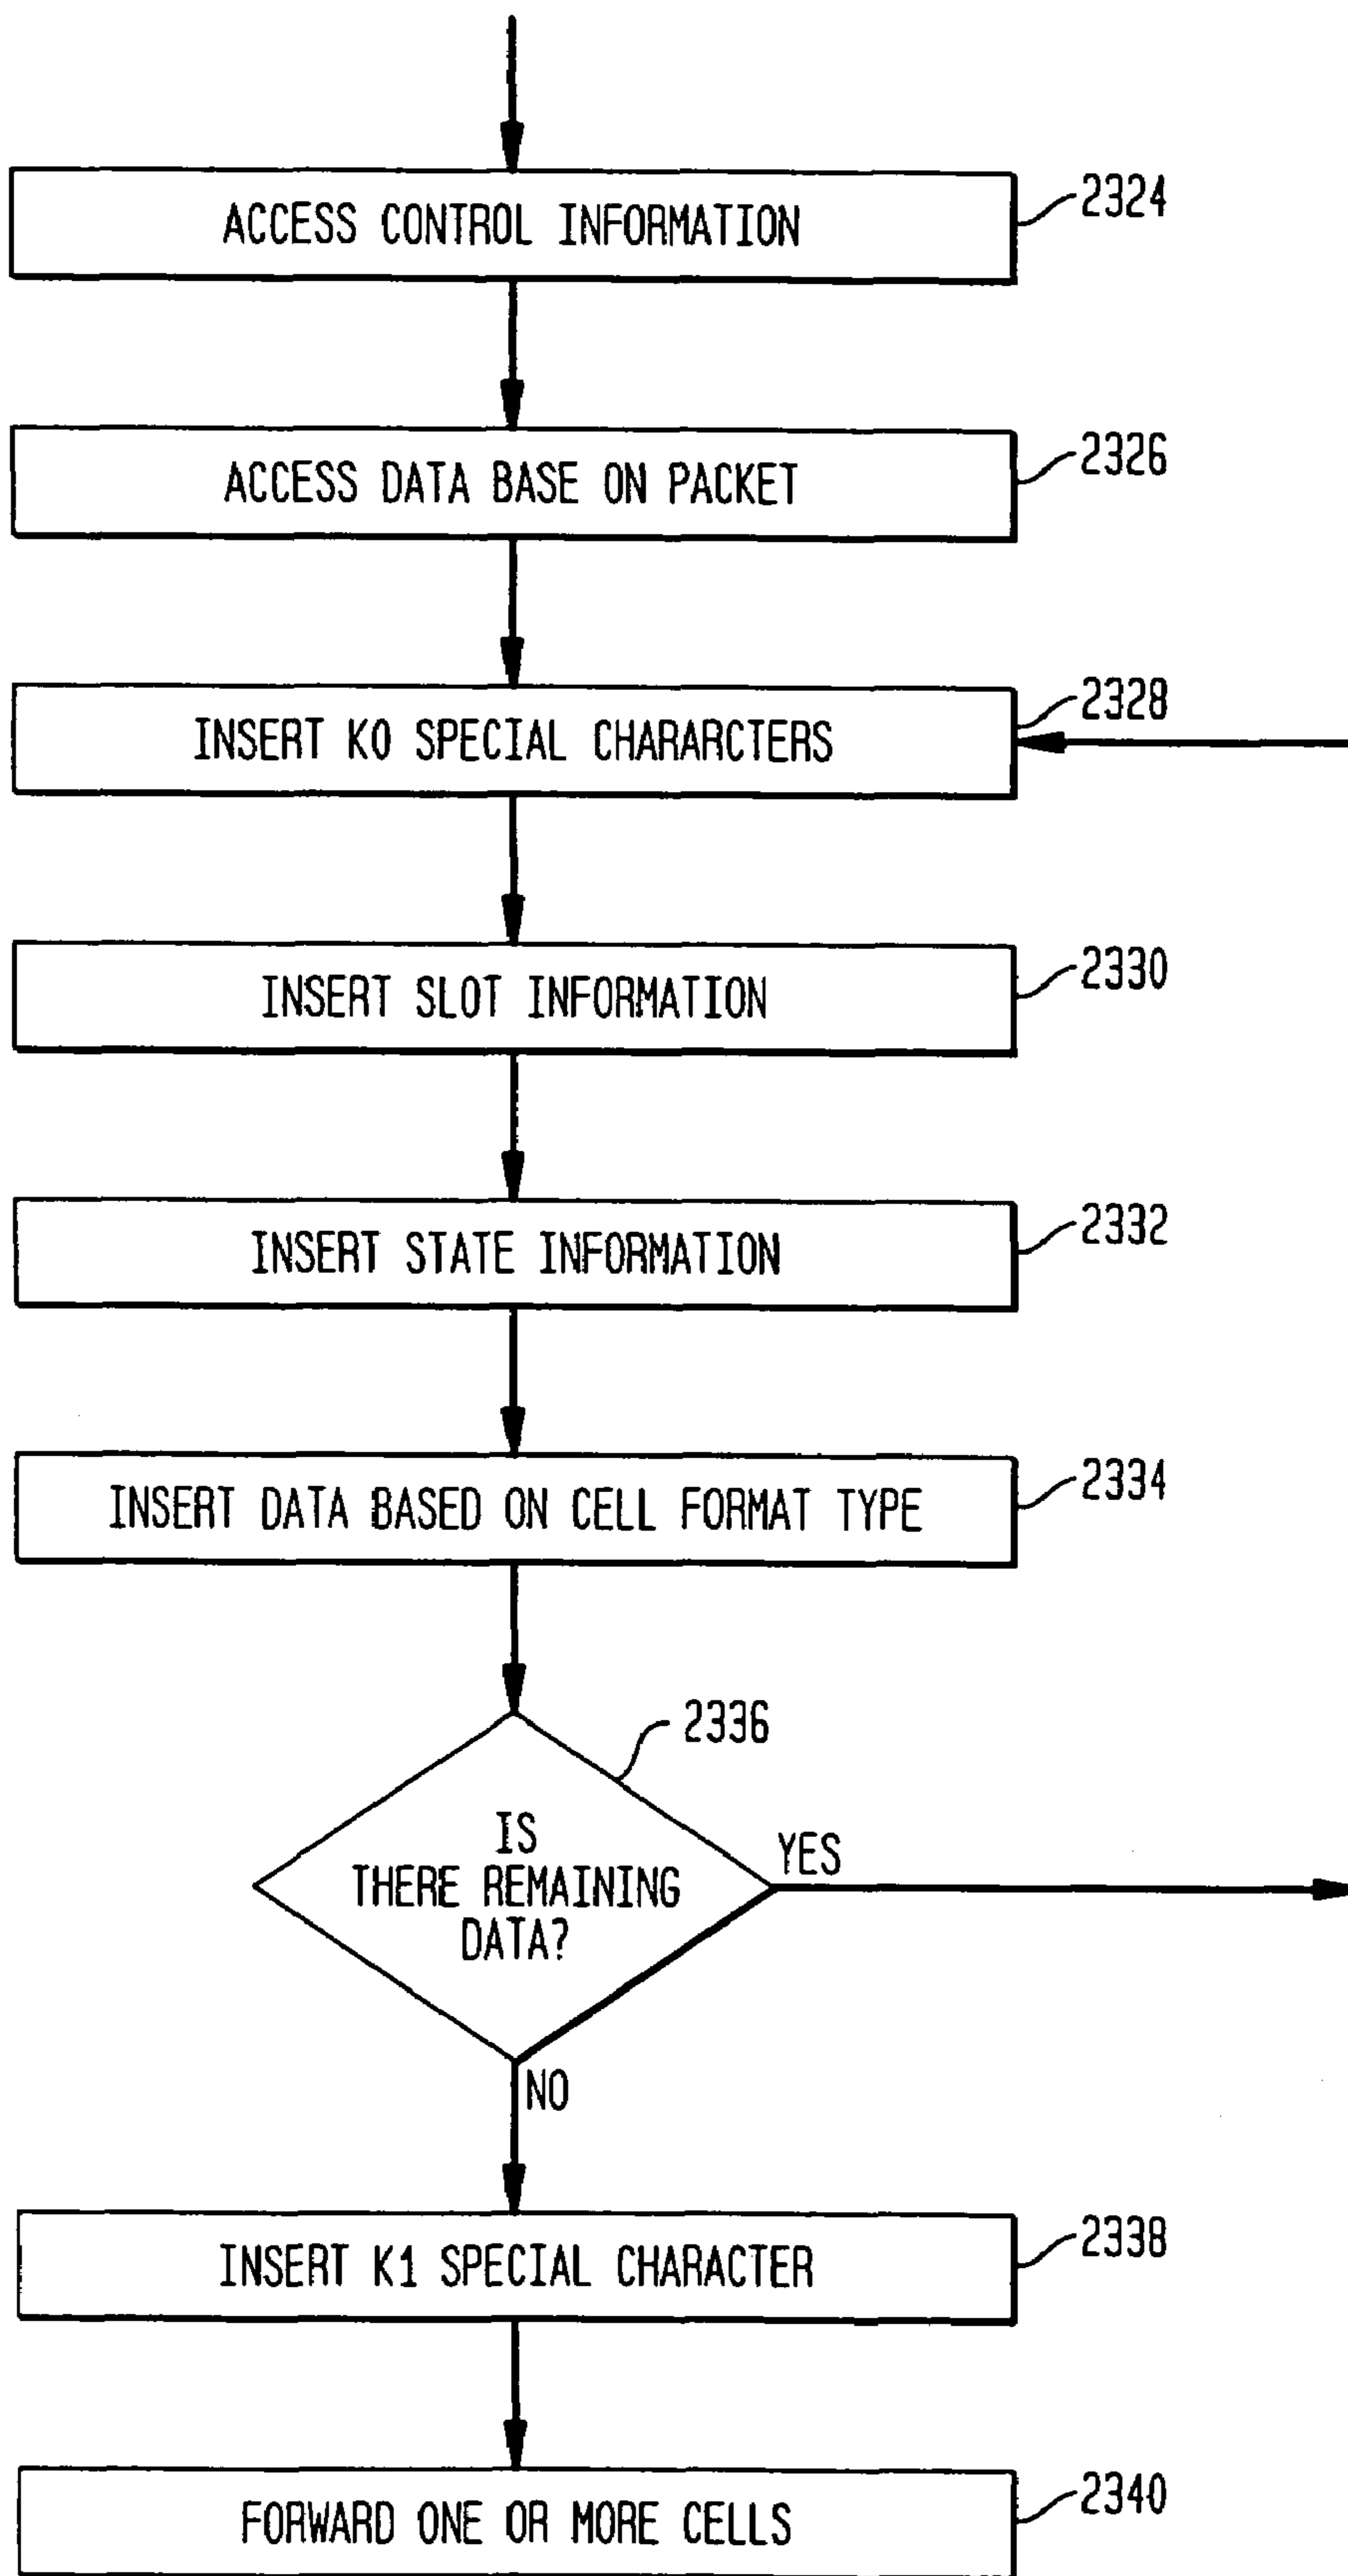 ACCESS CONTROL INFORMATION
2324
ACCESS DATA BASE ON PACKET
2326
INSERT K0 SPECIAL CHARARCTERS
2328
INSERT SLOT INFORMATION
2330
INSERT STATE INFORMATION
2332
INSERT DATA BASED ON CELL FORMAT TYPE
2334
2336
IS
THERE REMAINING
DATA?
YES
NO
INSERT K1 SPECIAL CHARACTER
2338
FORWARD ONE OR MORE CELLS
2340